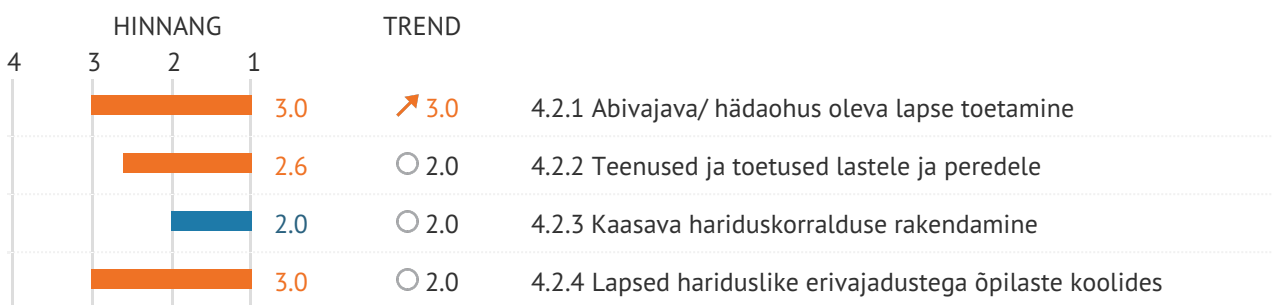 HINNANG TREND
4 3 2 1
3.0 3.0 4.2.1 Abivajava/ hädaohus oleva lapse toetamine
2.6 2.0 4.2.2 Teenused ja toetused lastele ja peredele
2.0 2.0 4.2.3 Kaasava hariduskorralduse rakendamine
3.0 2.0 4.2.4 Lapsed hariduslike erivajadustega õpilaste koolides